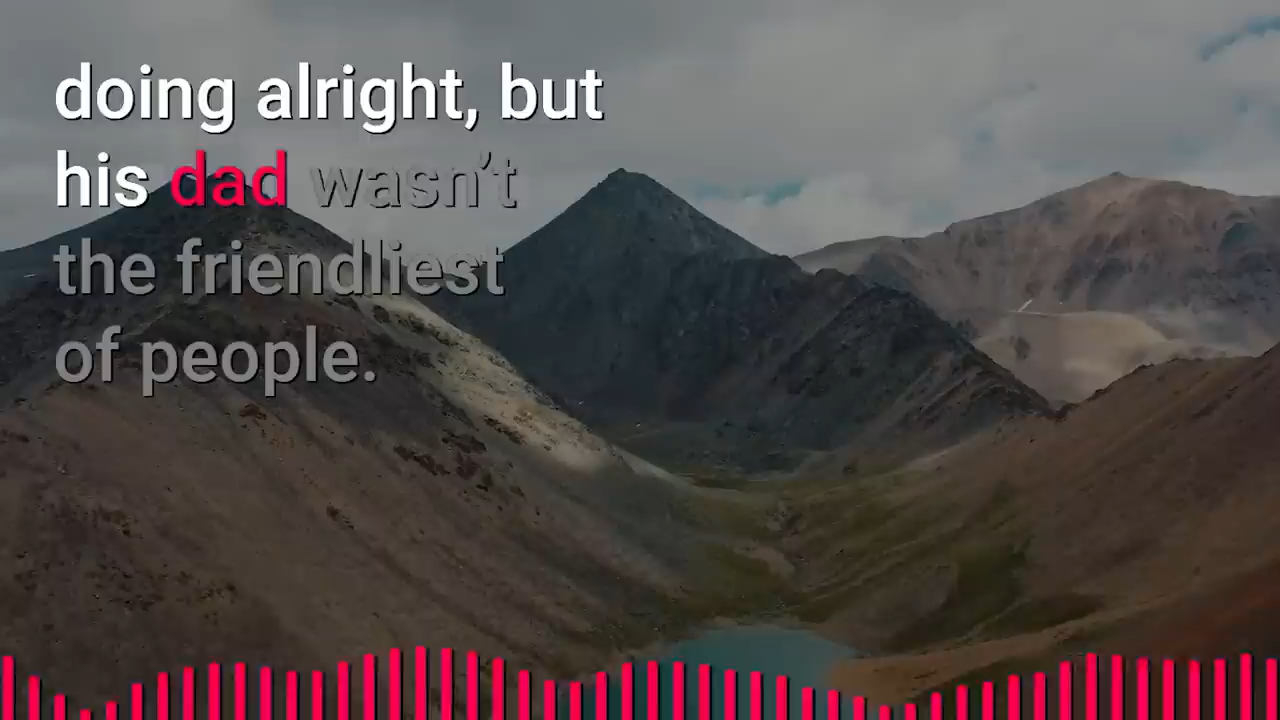 doing alright, but
his dad wasn’t
the friendliest
of people.